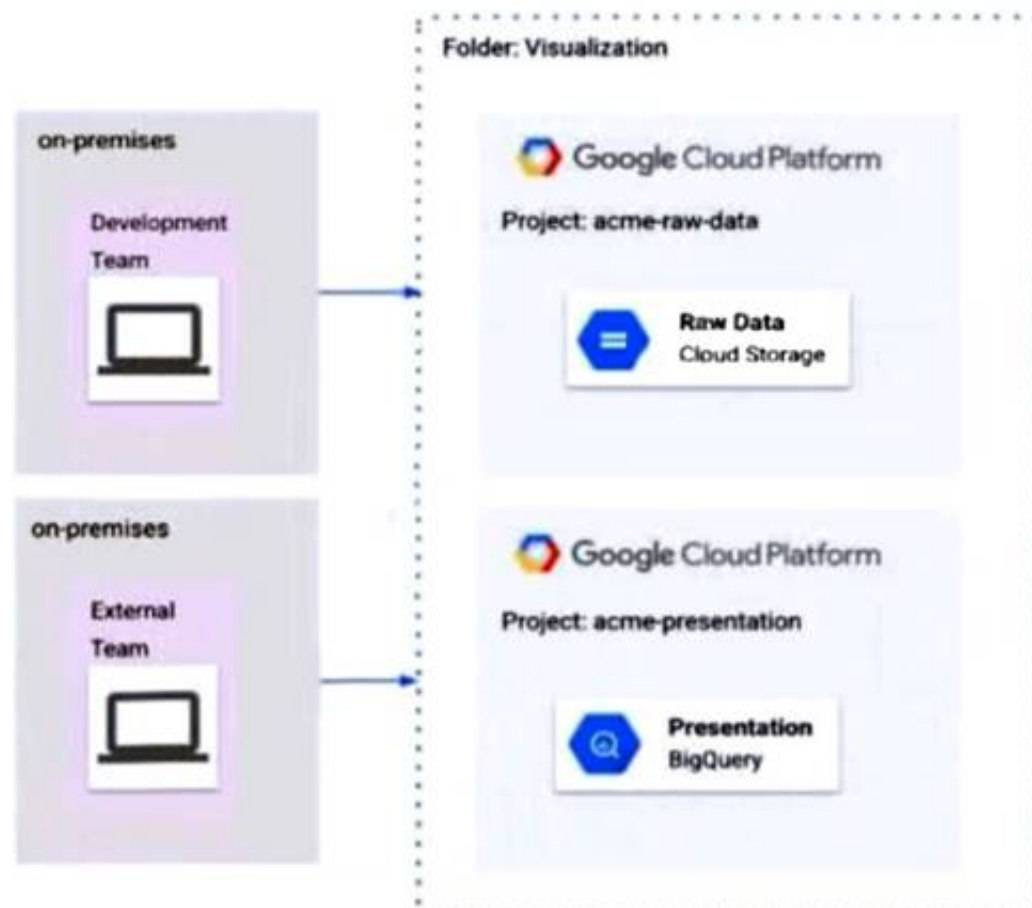 Folder: Visualization
on-premises
Development
Team
Google Cloud Platform
Project: acme-raw-data
Raw Data
Cloud Storage
on-premises
External
Team
Google Cloud Platform
Project: acme-presentation
Presentation
BigQuery